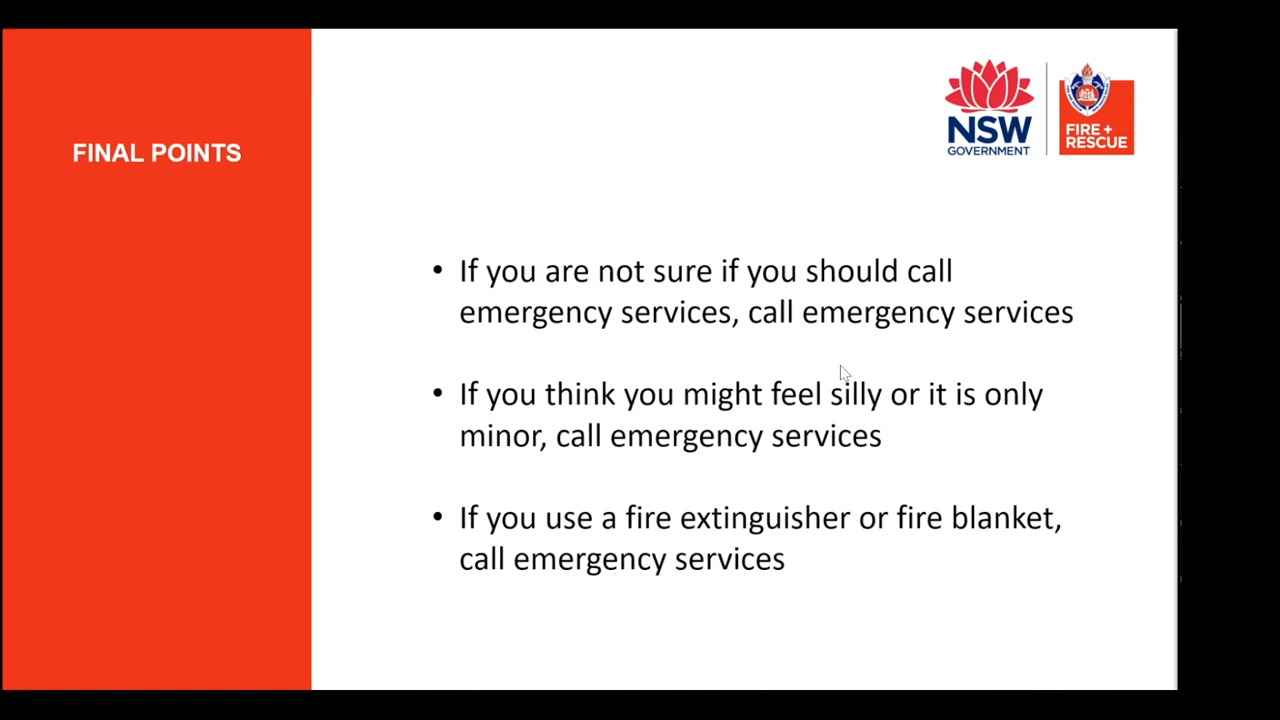 FINAL POINTS
NSW
GOVERNMENT
FIRE +
RESCUE
• If you are not sure if you should call
emergency services, call emergency services
• If you think you might feel silly or it is only
minor, call emergency services
• If you use a fire extinguisher or fire blanket,
call emergency services